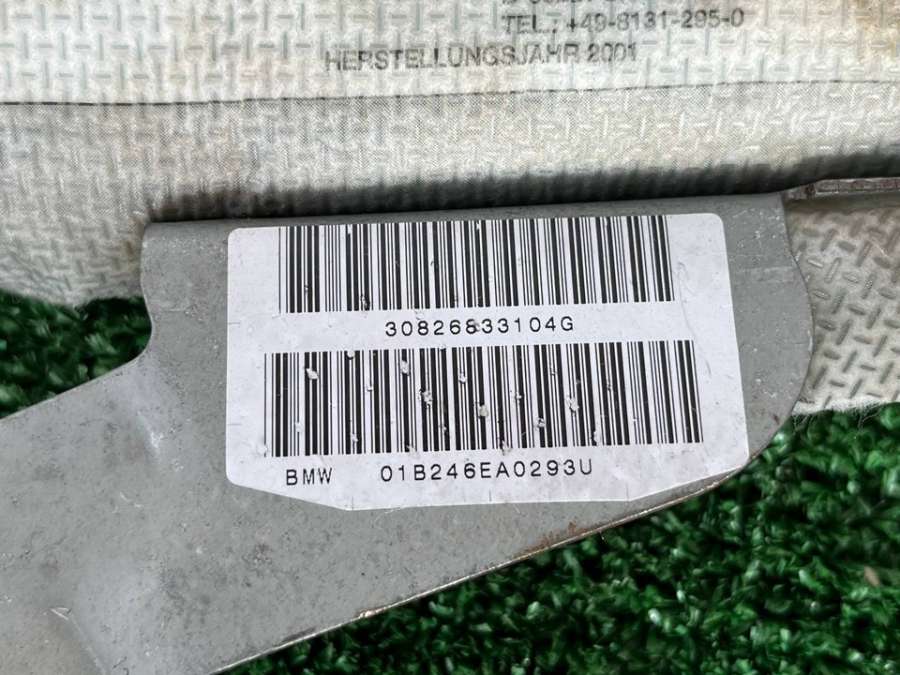 TEL.: +49-8131-295-0
HERSTELLUNGSJAHR 2001
30826833104G
BMW 01B246EA0293U